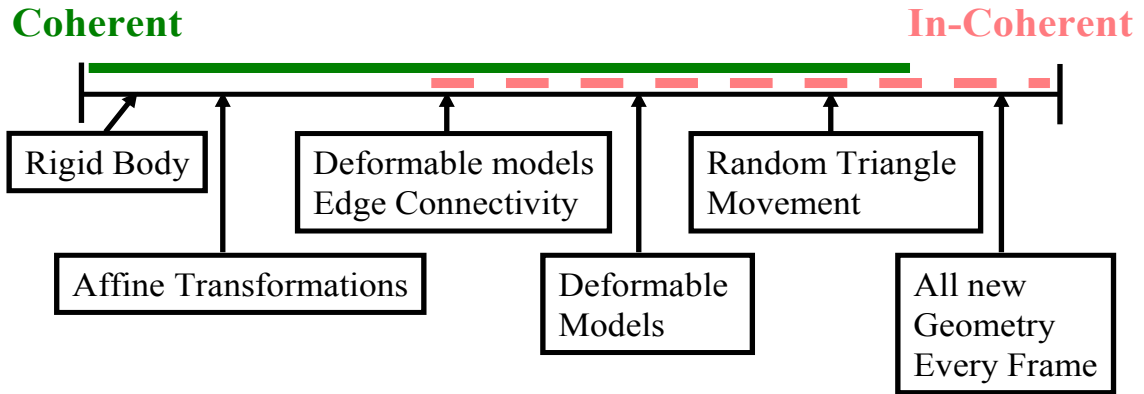 Coherent
In-Coherent
Rigid Body
Deformable models
Edge Connectivity
Random Triangle
Movement
Affine Transformations
Deformable
Models
All new
Geometry
Every Frame